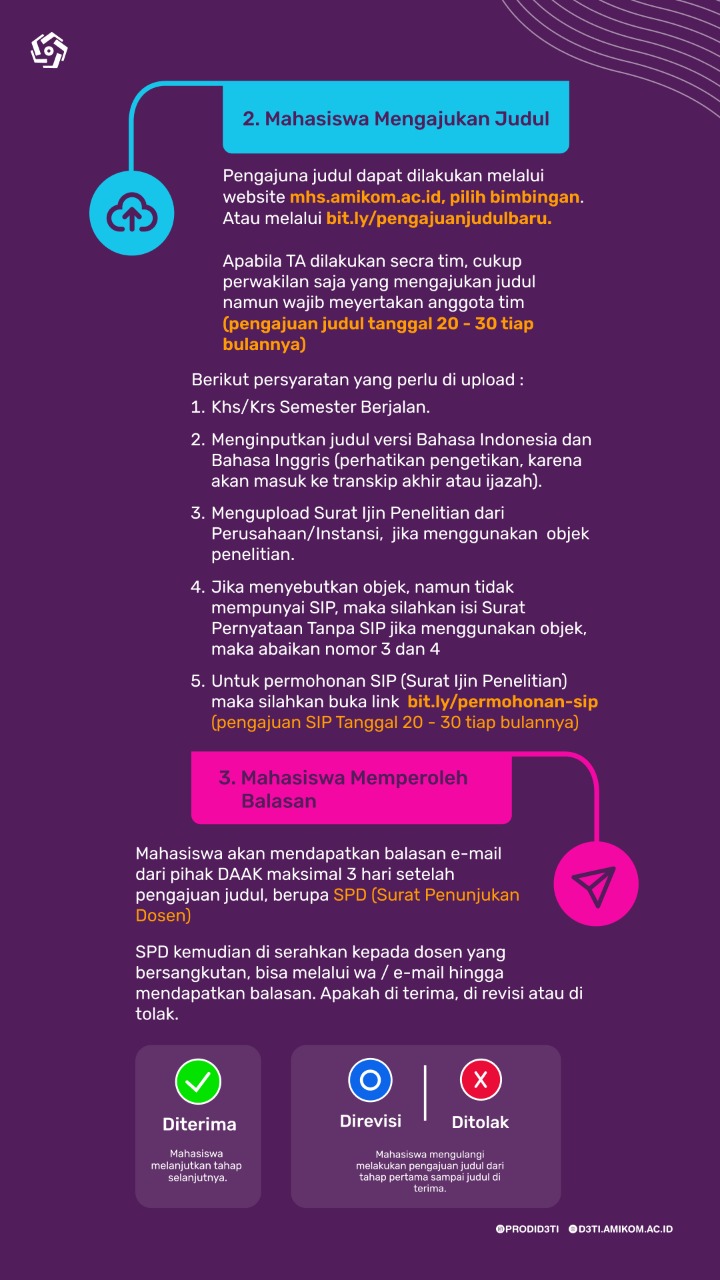 2. Mahasiswa Mengajukan Judul
Pengajuna judul dapat dilakukan melalui
website mhs.amikom.ac.id, pilih bimbingan.
Atau melalui bit.ly/pengajuanjudulbaru.
Apabila TA dilakukan secra tim, cukup
perwakilan saja yang mengajukan judul
namun wajib meyertakan anggota tim
(pengajuan judul tanggal 20 - 30 tiap
bulannya)
Berikut persyaratan yang perlu di upload :
1. Khs/Krs Semester Berjalan.
2. Menginputkan judul versi Bahasa Indonesia dan
Bahasa Inggris (perhatikan pengetikan, karena
akan masuk ke transkip akhir atau ijazah).
3. Mengupload Surat Ijin Penelitian dari
Perusahaan/Instansi, jika menggunakan objek
penelitian.
4. Jika menyebutkan objek, namun tidak
mempunyai SIP, maka silahkan isi Surat
Pernyataan Tanpa SIP jika menggunakan objek,
maka abaikan nomor 3 dan 4
5. Untuk permohonan SIP (Surat Ijin Penelitian)
maka silahkan buka link bit.ly/permohonan-sip
(pengajuan SIP Tanggal 20 - 30 tiap bulannya)
3. Mahasiswa Memperoleh
Balasan
Mahasiswa akan mendapatkan balasan e-mail
dari pihak DAAK maksimal 3 hari setelah
pengajuan judul, berupa SPD (Surat Penunjukan
Dosen)
SPD kemudian di serahkan kepada dosen yang
bersangkutan, bisa melalui wa / e-mail hingga
mendapatkan balasan. Apakah di terima, di revisi atau di
tolak.
Diterima
Mahasiswa
melanjutkan tahap
selanjutnya.
Direvisi
Ditolak
Mahasiswa mengulangi
melakukan pengajuan judul dari
tahap pertama sampai judul di
terima.
@PRODID3TI
D3TI.AMIKOM.AC.ID